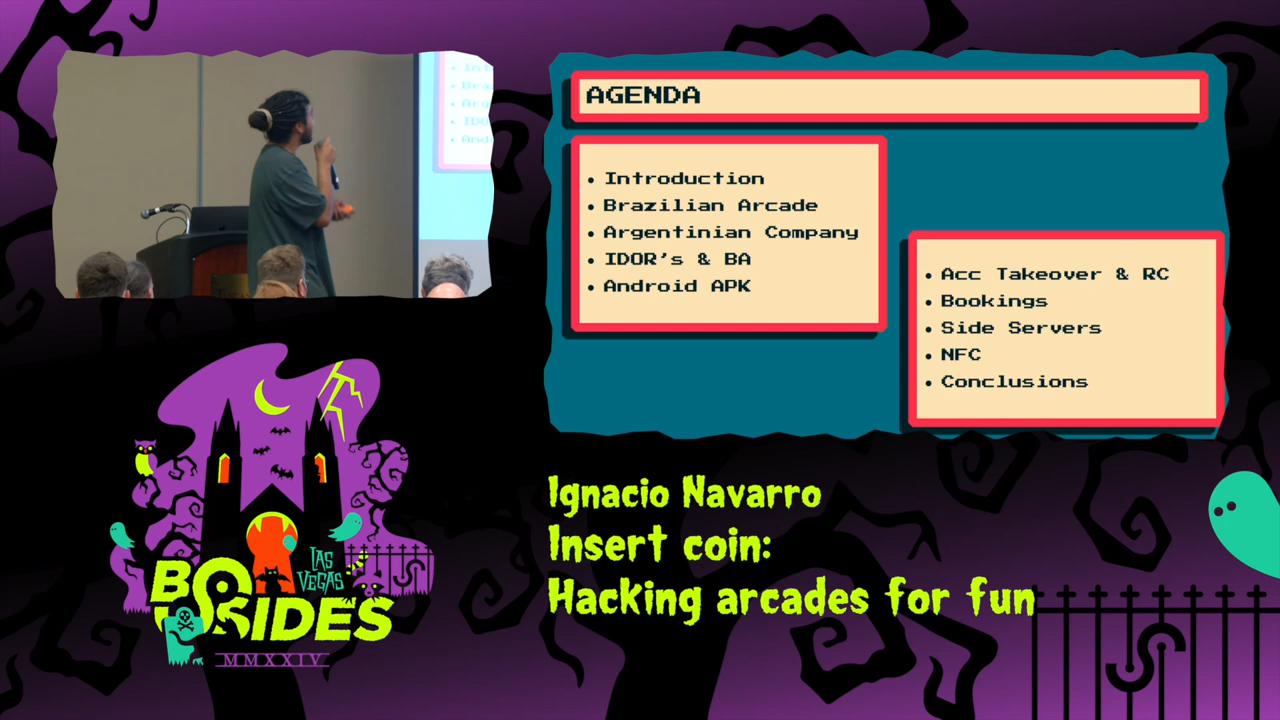 AGENDA
• Introduction
• Brazilian Arcade
• Argentinian Company
• IDOR's & BA
• Android APK
• Acc Takeover & RC
• Bookings
• Side Servers
• NFC
• Conclusions
Ignacio Navarro
Insert coin:
Hacking arcades for fun
LAS
VEGAS
BSIDES
MMXXIV